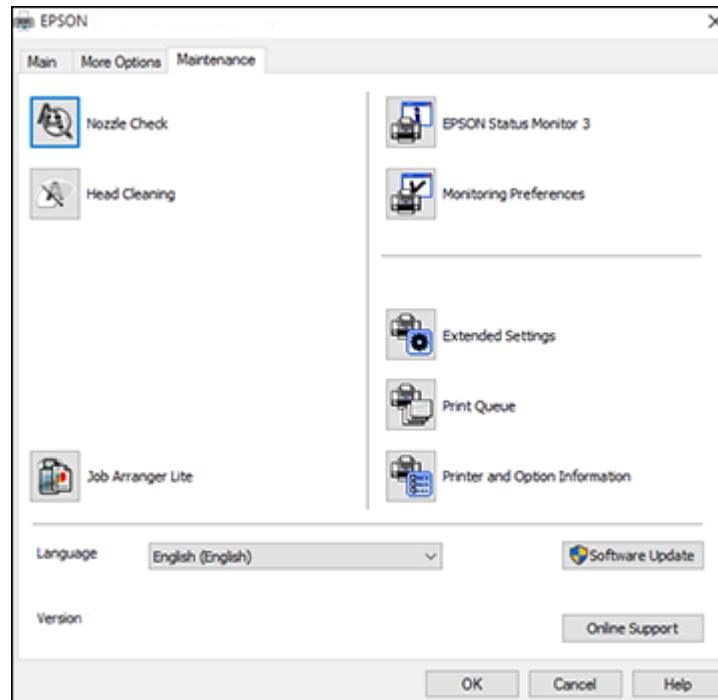 EPSON
Main
More Options
Maintenance
Nozzle Check
EPSON Status Monitor 3
Head Cleaning
Monitoring Preferences
Extended Settings
Print Queue
Job Arranger Lite
Printer and Option Information
Language
English (English)
Software Update
Version
Online Support
OK
Cancel
Help